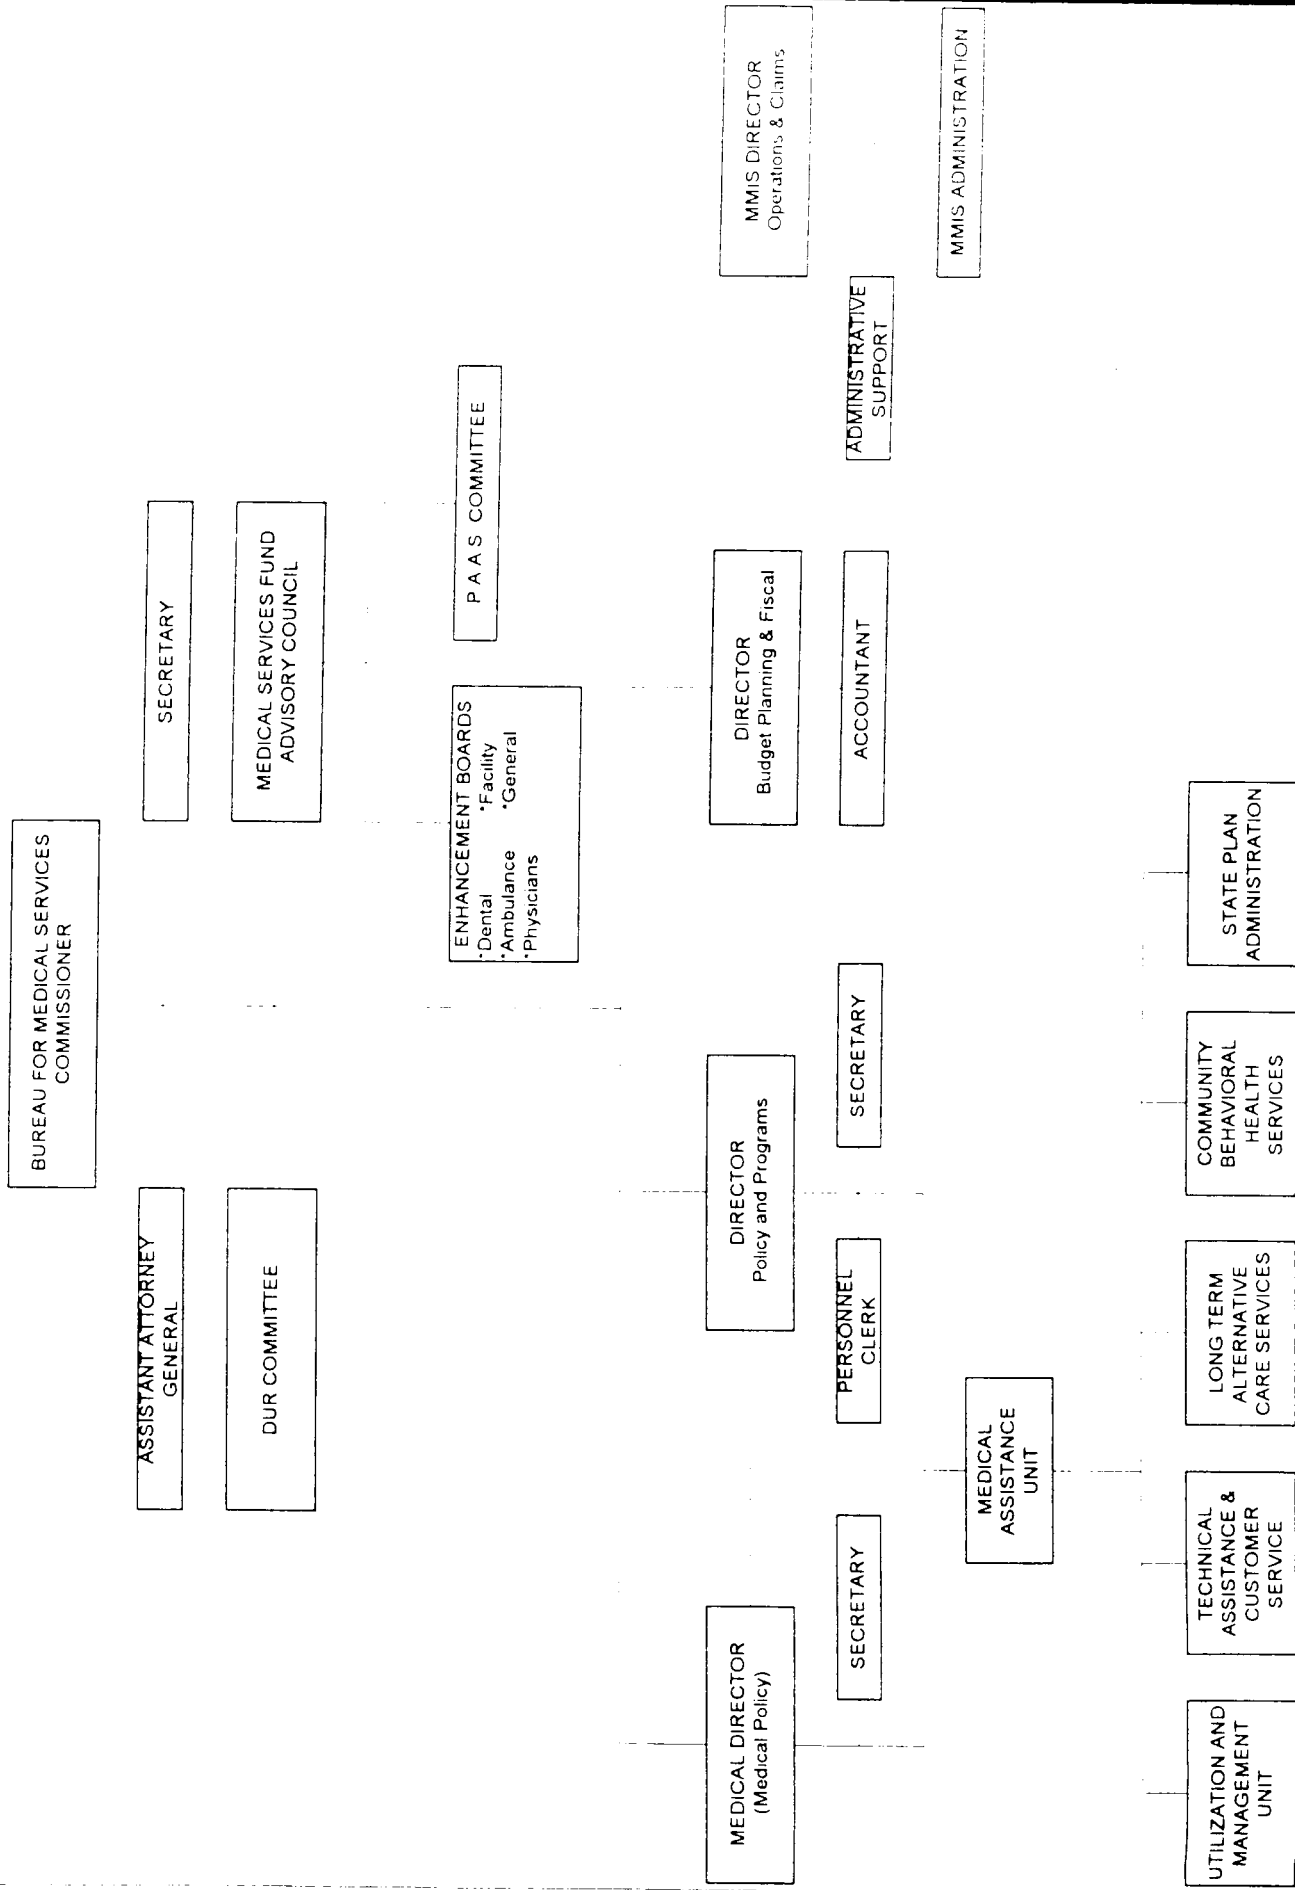 BUREAU FOR MEDICAL SERVICES
COMMISSIONER
ASSISTANT ATTORNEY
GENERAL
SECRETARY
DUR COMMITTEE
MEDICAL SERVICES FUND
ADVISORY COUNCIL
ENHANCEMENT BOARDS
*Dental *Facility
*Ambulance *General
*Physicians
P A A S COMMITTEE
MEDICAL DIRECTOR
(Medical Policy)
DIRECTOR
Policy and Programs
DIRECTOR
Budget Planning & Fiscal
MMIS DIRECTOR
Operations & Claims
SECRETARY
PERSONNEL
CLERK
SECRETARY
ACCOUNTANT
ADMINISTRATIVE
SUPPORT
MEDICAL
ASSISTANCE
UNIT
MMIS ADMINISTRATION
UTILIZATION AND
MANAGEMENT
UNIT
TECHNICAL
ASSISTANCE &
CUSTOMER
SERVICE
LONG TERM
ALTERNATIVE
CARE SERVICES
COMMUNITY
BEHAVIORAL
HEALTH
SERVICES
STATE PLAN
ADMINISTRATION